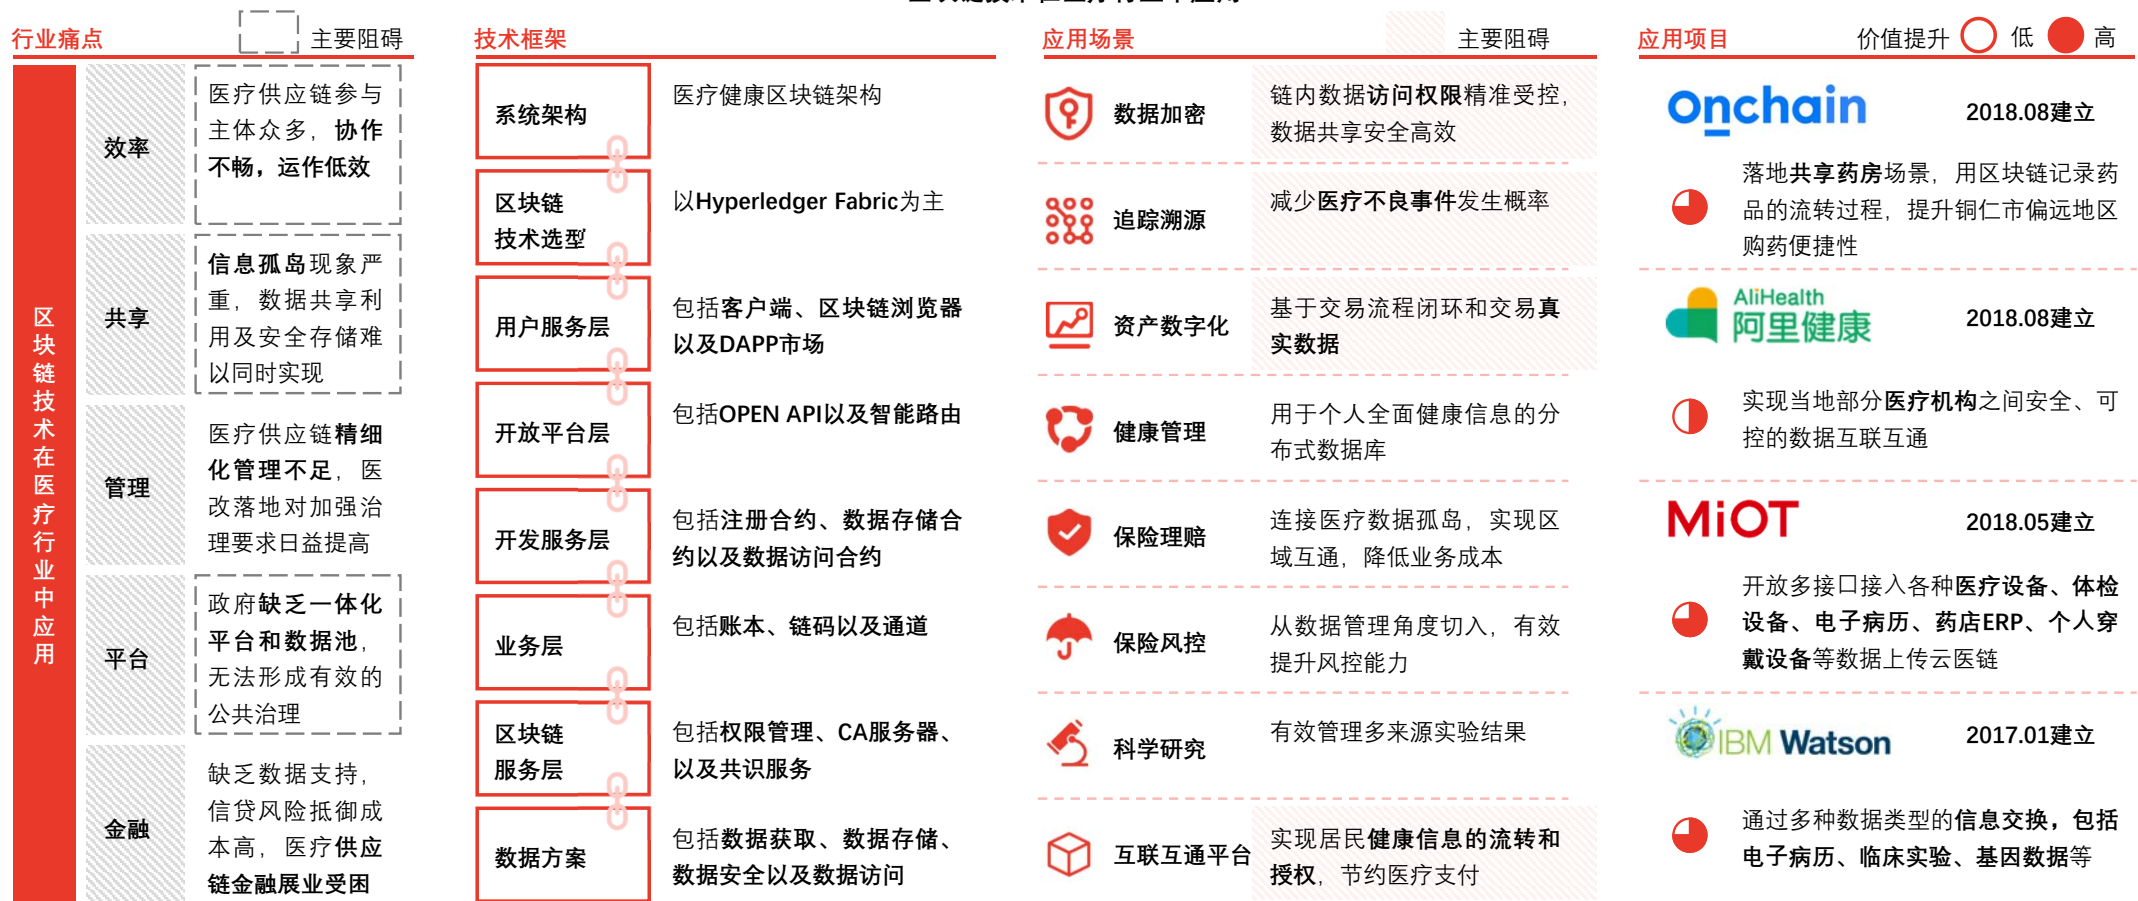 行业痛点
主要阻碍
区块链技术在医疗行业中应用
效率
医疗供应链参与
主体众多，协作
不畅，运作低效
共享
信息孤岛现象严
重，数据共享利
用及安全存储难
以同时实现
管理
医疗供应链精细
化管理不足，医
改落地对加强治
理要求日益提高
平台
政府缺乏一体化
平台和数据池，
无法形成有效的
公共治理
金融
缺乏数据支持，
信贷风险抵御成
本高，医疗供应
链金融展业受困
技术框架
系统架构
医疗健康区块链架构
区块链
技术选型
以Hyperledger Fabric为主
用户服务层
包括客户端、区块链浏览器
以及DAPP市场
开放平台层
包括OPEN API以及智能路由
开发服务层
包括注册合约、数据存储合
约以及数据访问合约
业务层
包括账本、链码以及通道
区块链
服务层
包括权限管理、CA服务器、
以及共识服务
数据方案
包括数据获取、数据存储、
数据安全以及数据访问
应用场景
主要阻碍
数据加密
链内数据访问权限精准受控，
数据共享安全高效
追踪溯源
减少医疗不良事件发生概率
资产数字化
基于交易流程闭环和交易真
实数据
健康管理
用于个人全面健康信息的分
布式数据库
保险理赔
连接医疗数据孤岛，实现区
域互通，降低业务成本
保险风控
从数据管理角度切入，有效
提升风控能力
科学研究
有效管理多来源实验结果
互联互通平台
实现居民健康信息的流转和
授权，节约医疗支付
应用项目
价值提升
低
高
Onchain
2018.08建立
落地共享药房场景，用区块链记录药
品的流转过程，提升铜仁市偏远地区
购药便捷性
AliHealth
阿里健康
2018.08建立
实现当地部分医疗机构之间安全、可
控的数据互联互通
MiOT
2018.05建立
开放多接口接入各种医疗设备、体检
设备、电子病历、药店ERP、个人穿
戴设备等数据上传云医链
IBM Watson
2017.01建立
通过多种数据类型的信息交换，包括
电子病历、临床实验、基因数据等